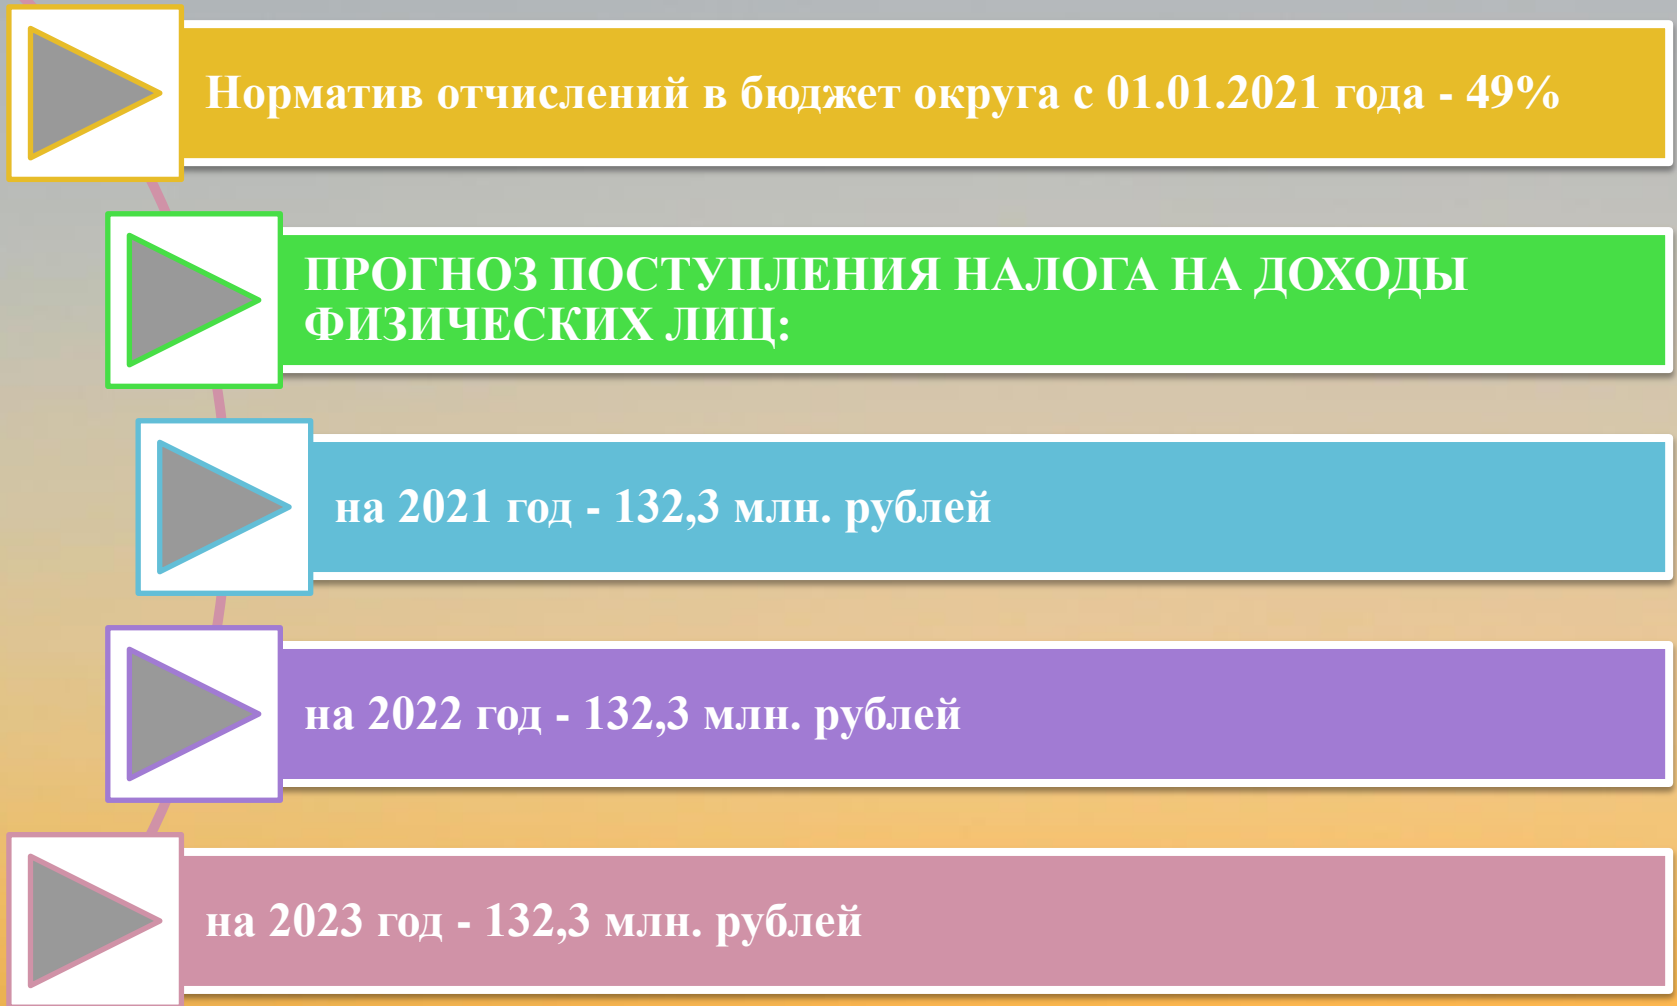 Норматив отчислений в бюджет округа с 01.01.2021 года - 49%
ПРОГНОЗ ПОСТУПЛЕНИЯ НАЛОГА НА ДОХОДЫ
ФИЗИЧЕСКИХ ЛИЦ:
на 2021 год - 132,3 млн. рублей
на 2022 год - 132,3 млн. рублей
на 2023 год - 132,3 млн. рублей